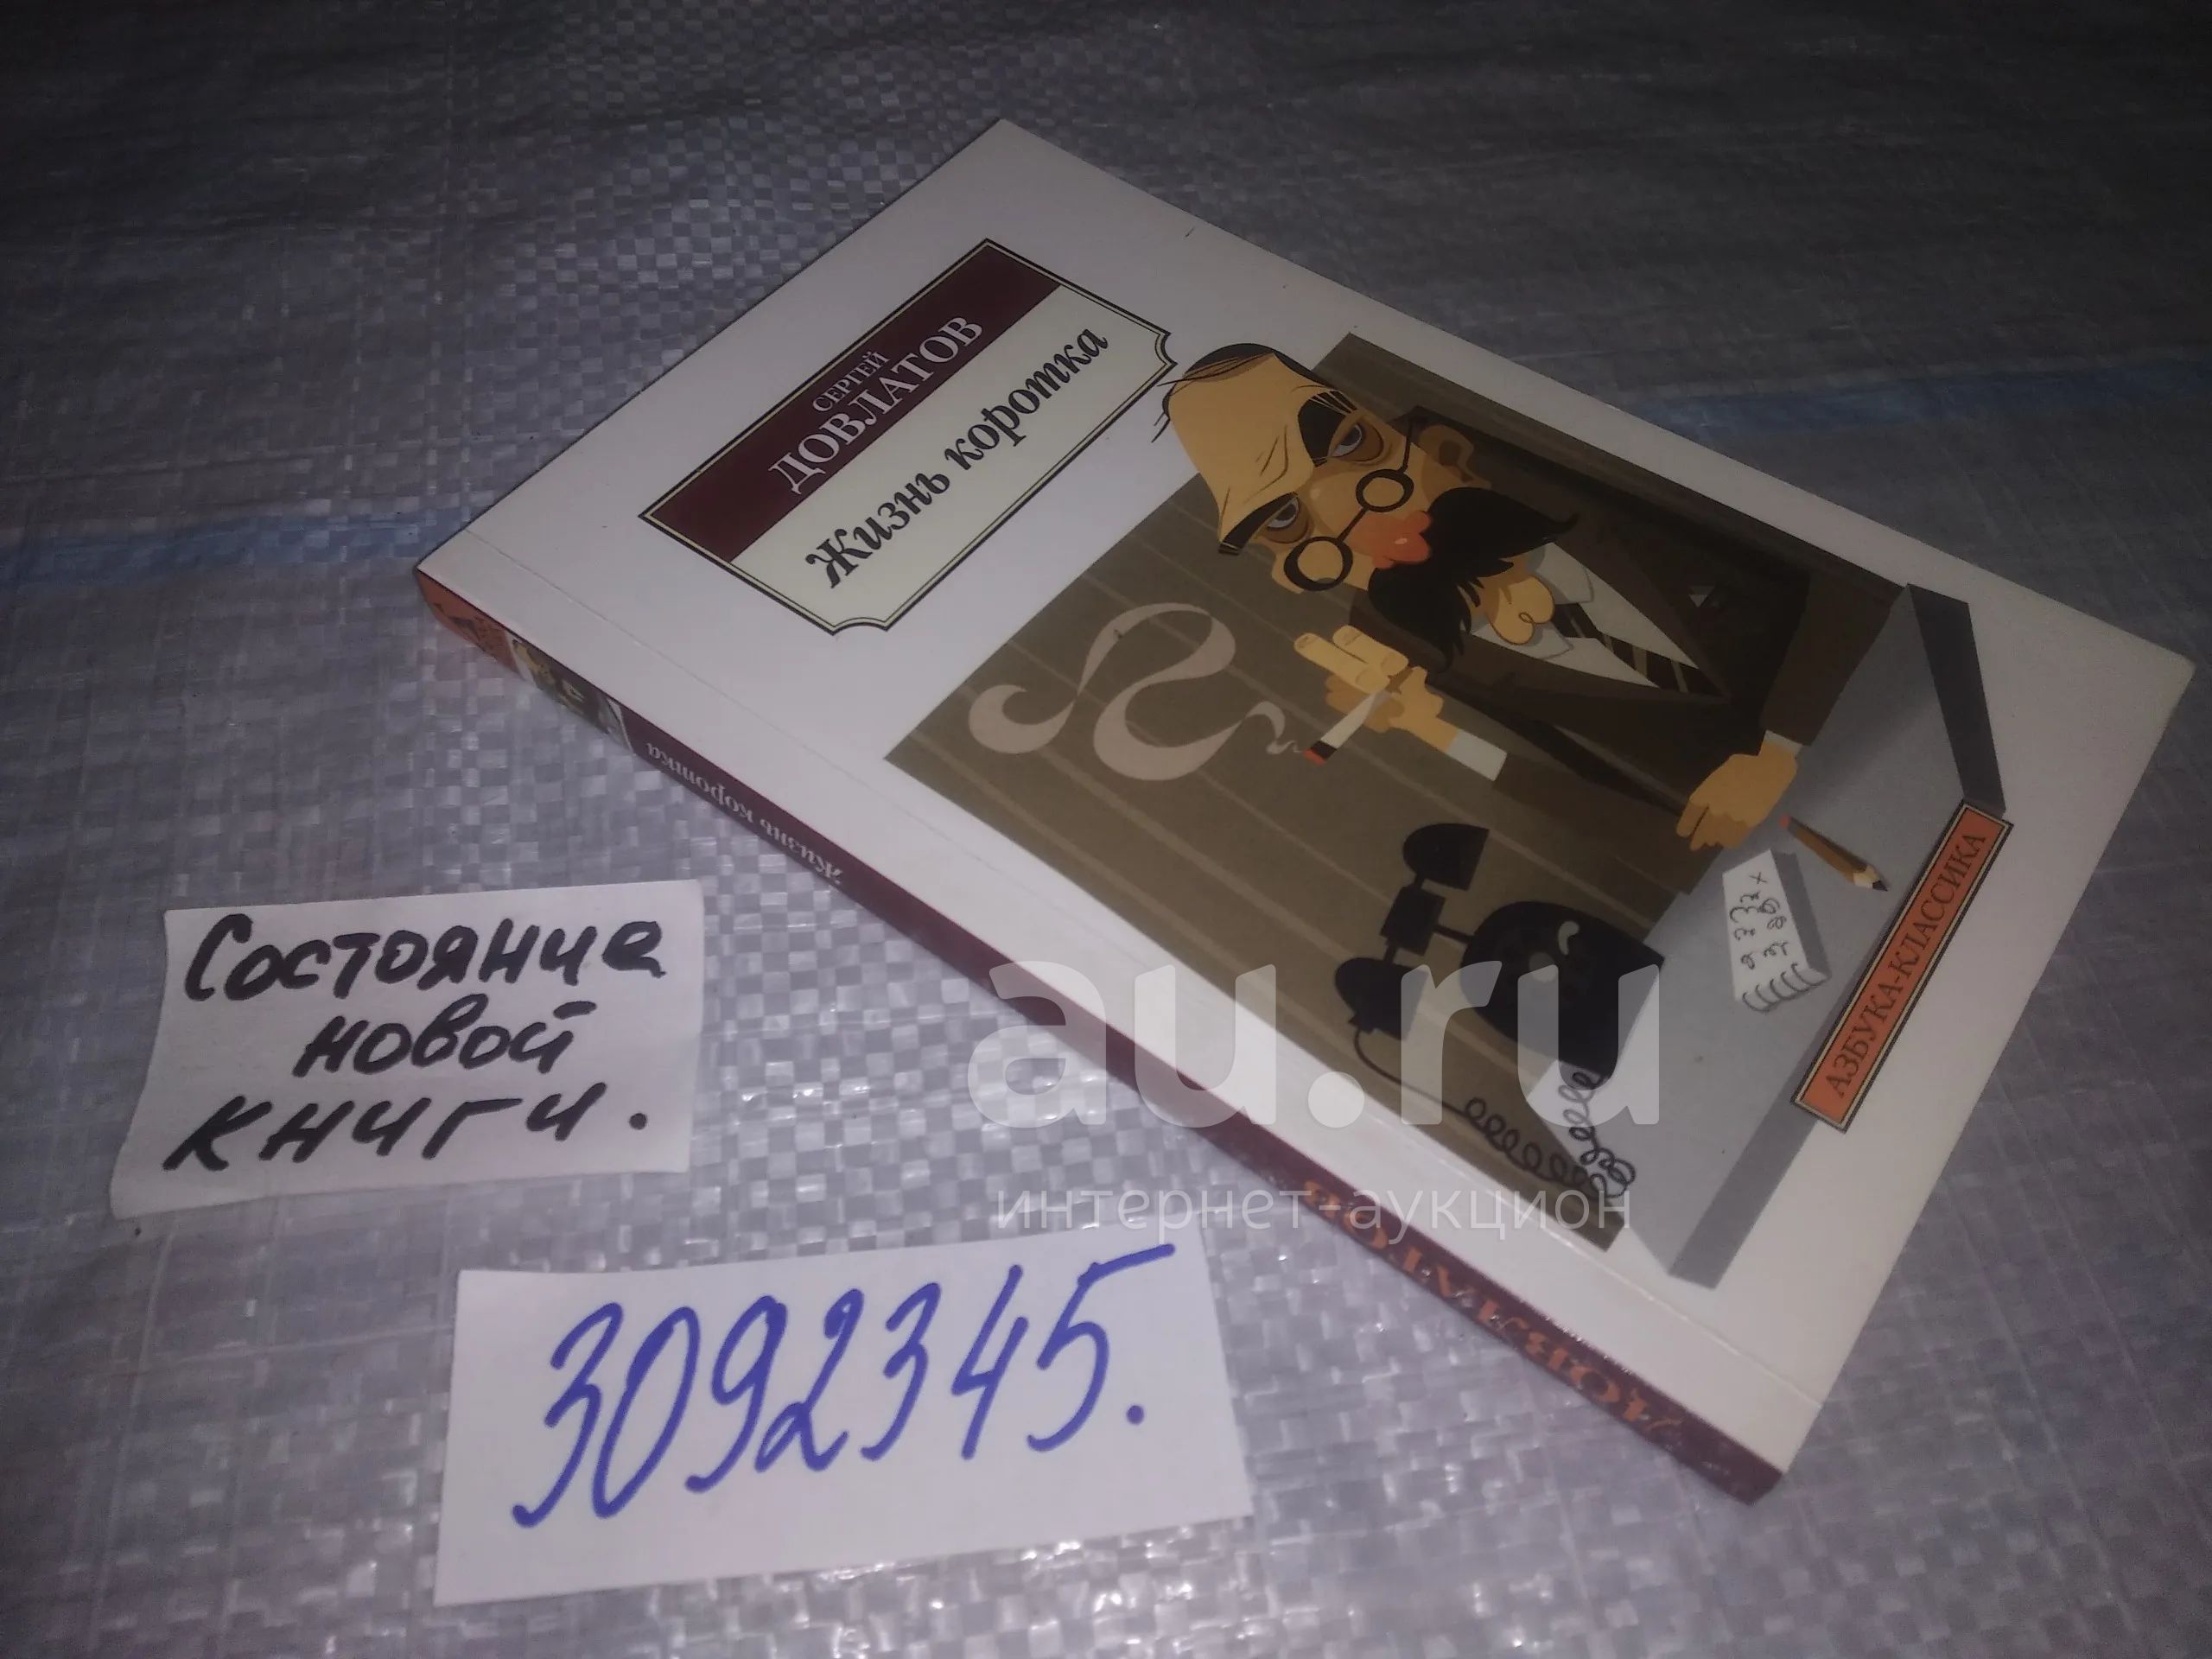 СЕРГЕЙ
ДОВЛАТОВ
Жизнь коротка
АЗБУКА-КЛАССИКА
Жизнь коротка
ДОВЛАТОВ
Состояние
новой
книги.
3092345.
au.ru
интернет-аукцион